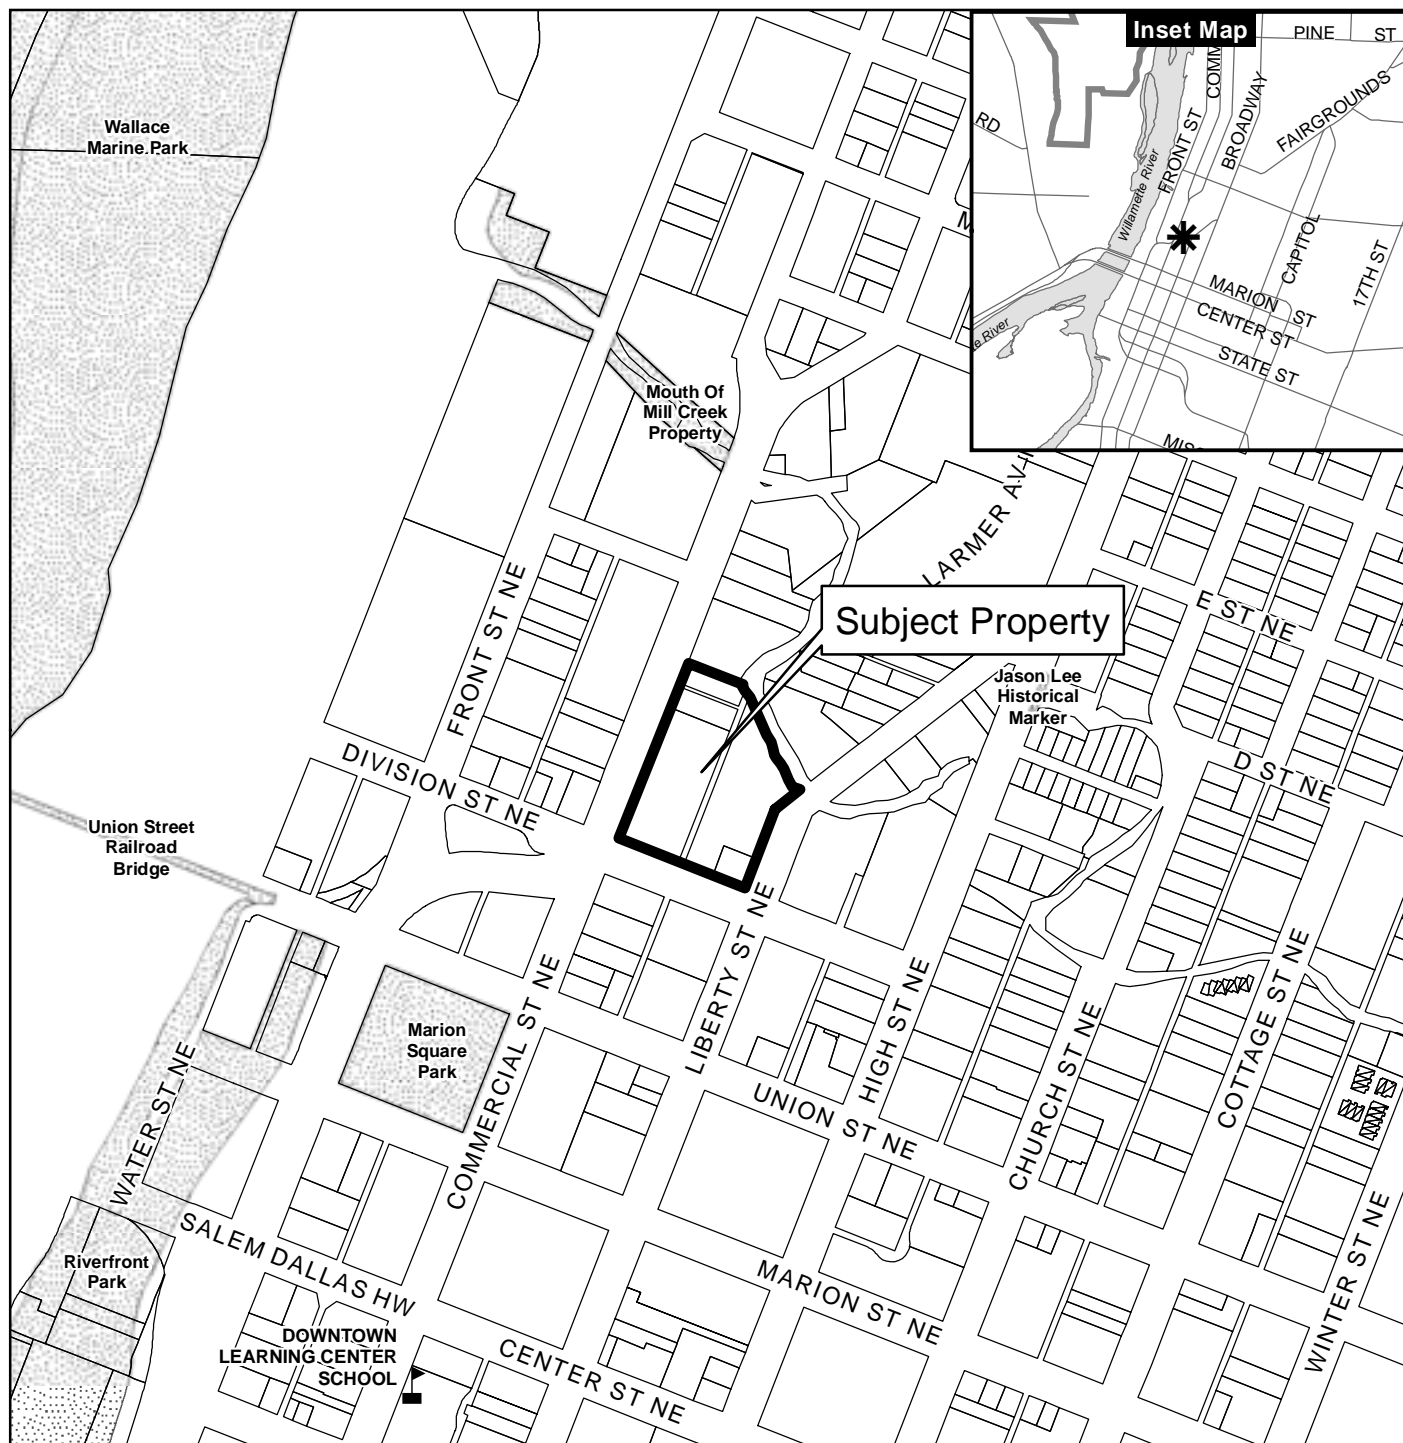 Inset Map
PINE ST
COMM
BROADWAY
FAIRGROUNDS
RD
FRONT ST
Willamette River
CAPITOL
17TH ST
MARION ST
CENTER ST
STATE ST
e River
Wallace
Marine Park
Mouth Of
Mill Creek
Property
LARMER AV
E ST NE
Subject Property
FRONT ST NE
Jason Lee
Historical
Marker
DIVISION ST NE
D ST NE
Union Street
Railroad
Bridge
LIBERTY ST NE
COMMERCIAL ST NE
HIGH ST NE
COTTAGE ST NE
Marion
Square
Park
CHURCH ST NE
WATER ST NE
UNION ST NE
SALEM DALLAS HW
Riverfront
Park
MARION ST NE
WINTER ST NE
DOWNTOWN
LEARNING CENTER
SCHOOL
CENTER ST NE